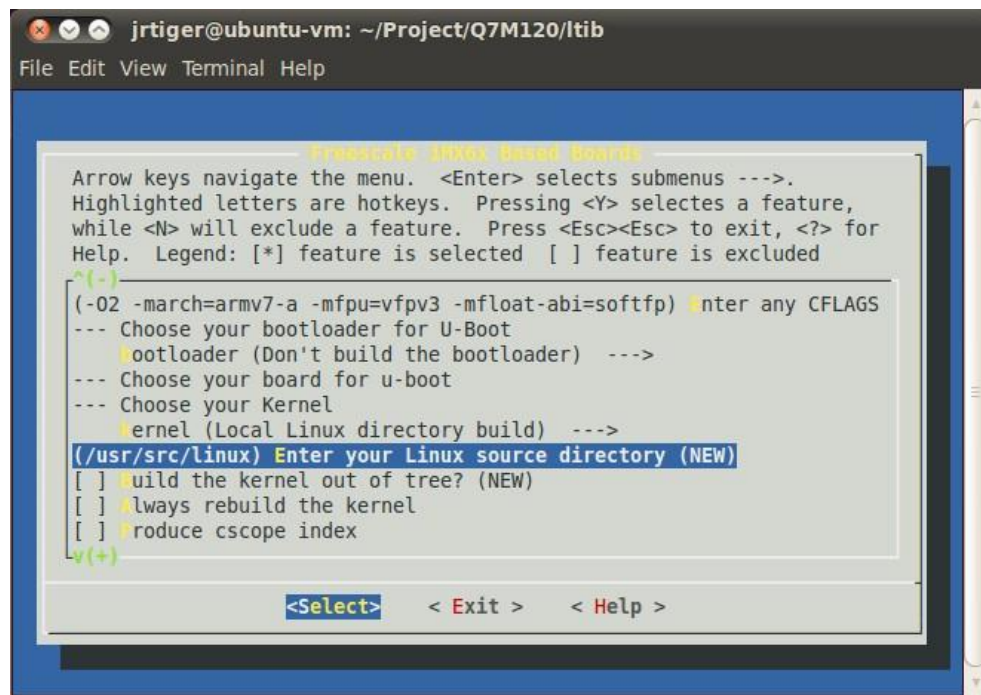 jrtiger@ubuntu-vm: ~/Project/Q7M120/ltib
File Edit View Terminal Help
Freescale iMX6x Based Boards
Arrow keys navigate the menu. <Enter> selects submenus --->.
Highlighted letters are hotkeys. Pressing <Y> selectes a feature,
while <N> will exclude a feature. Press <Esc><Esc> to exit, <?> for
Help. Legend: [*] feature is selected [ ] feature is excluded
^(-)
(-O2 -march=armv7-a -mfpu=vfpv3 -mfloat-abi=softfp) Enter any CFLAGS
--- Choose your bootloader for U-Boot
bootloader (Don't build the bootloader) --->
--- Choose your board for u-boot
--- Choose your Kernel
kernel (Local Linux directory build) --->
(/usr/src/linux) Enter your Linux source directory (NEW)
[ ] Build the kernel out of tree? (NEW)
[ ] Always rebuild the kernel
[ ] Produce cscope index
v(+)
<Select> < Exit > < Help >